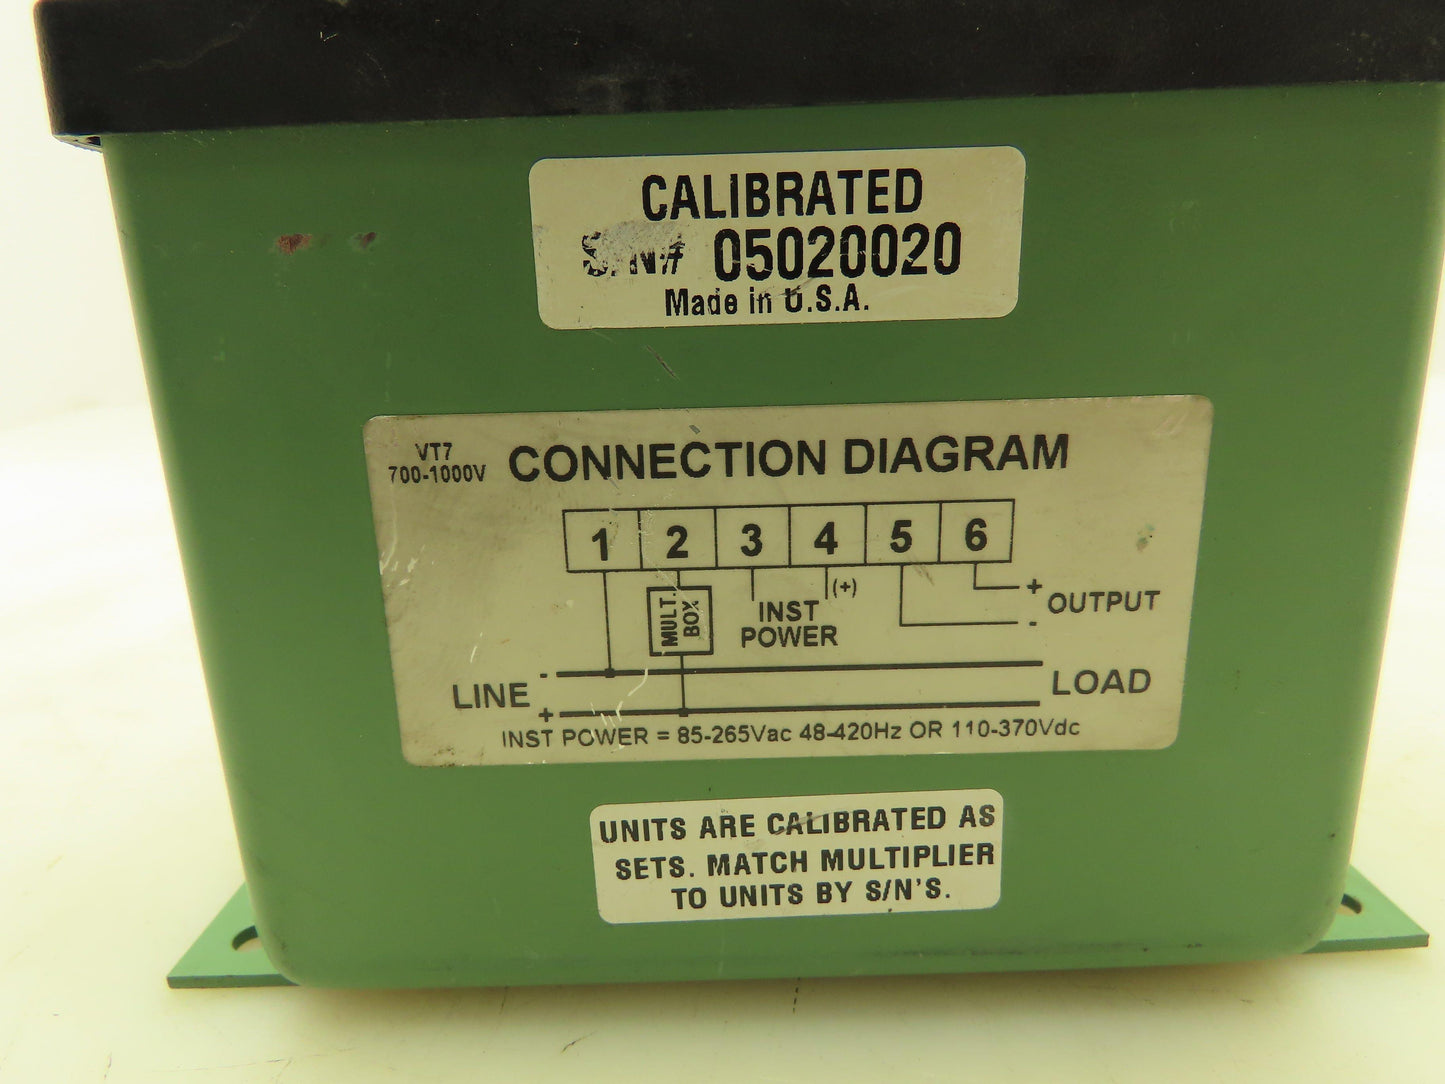 CALIBRATED
S/N# 05020020
Made in U.S.A.
VT7
700-1000V
CONNECTION DIAGRAM
1 2 3 4 5 6
(+)
MULT.
BOX
INST
POWER
+
OUTPUT
-
-
LINE
LOAD
+
INST POWER = 85-265Vac 48-420Hz OR 110-370Vdc
UNITS ARE CALIBRATED AS
SETS. MATCH MULTIPLIER
TO UNITS BY S/N'S.